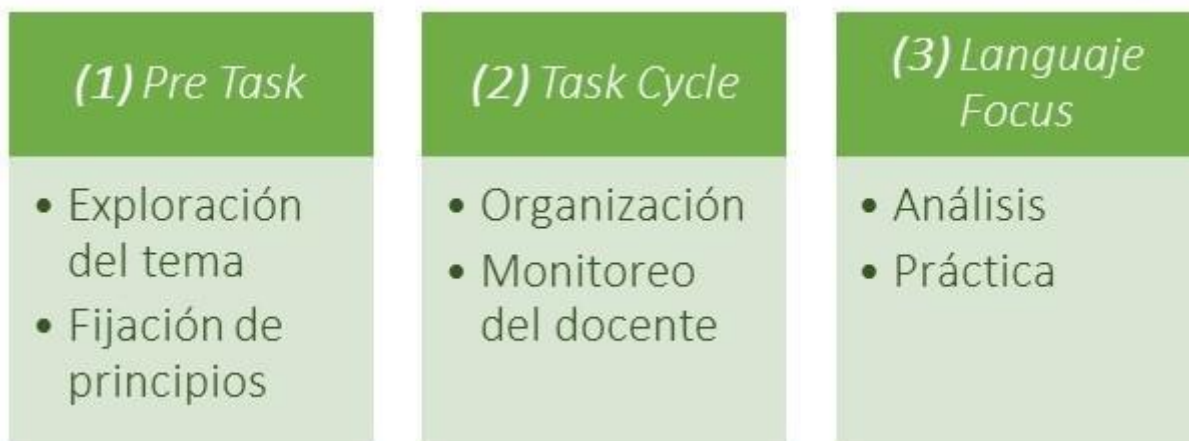 (1) Pre Task
• Exploración
del tema
• Fijación de
principios
(2) Task Cycle
• Organización
• Monitoreo
del docente
(3) Languaje
Focus
• Análisis
• Práctica